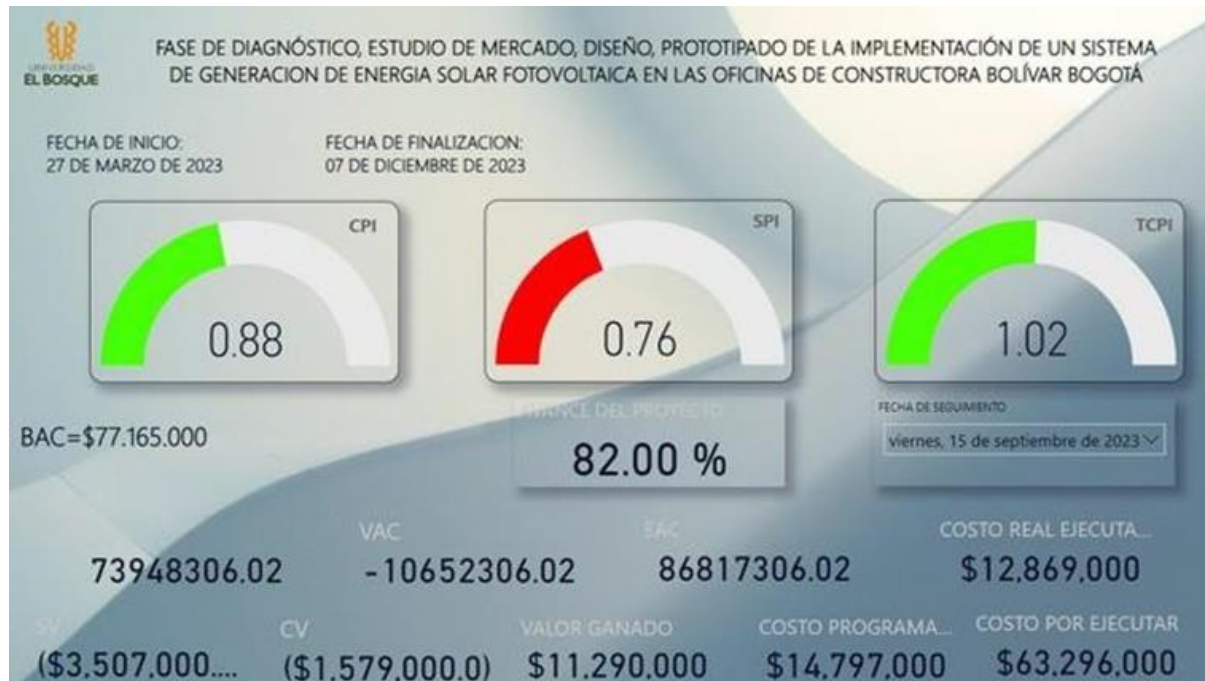 UNIVERSIDAD
EL BOSQUE
FASE DE DIAGNÓSTICO, ESTUDIO DE MERCADO, DISEÑO, PROTOTIPADO DE LA IMPLEMENTACIÓN DE UN SISTEMA
DE GENERACION DE ENERGIA SOLAR FOTOVOLTAICA EN LAS OFICINAS DE CONSTRUCTORA BOLÍVAR BOGOTÁ
FECHA DE INICIO:
27 DE MARZO DE 2023
FECHA DE FINALIZACION:
07 DE DICIEMBRE DE 2023
CPI
0.88
SPI
0.76
TCPI
1.02
BAC=$77.165.000
AVANCE DEL PROYECTO
82.00 %
FECHA DE SEGUIMIENTO
viernes, 15 de septiembre de 2023
73948306.02
VAC
-10652306.02
EAC
86817306.02
COSTO REAL EJECUTA...
$12,869,000
SV
($3,507,000....
CV
($1,579,000.0)
VALOR GANADO
$11,290,000
COSTO PROGRAMA...
$14,797,000
COSTO POR EJECUTAR
$63,296,000